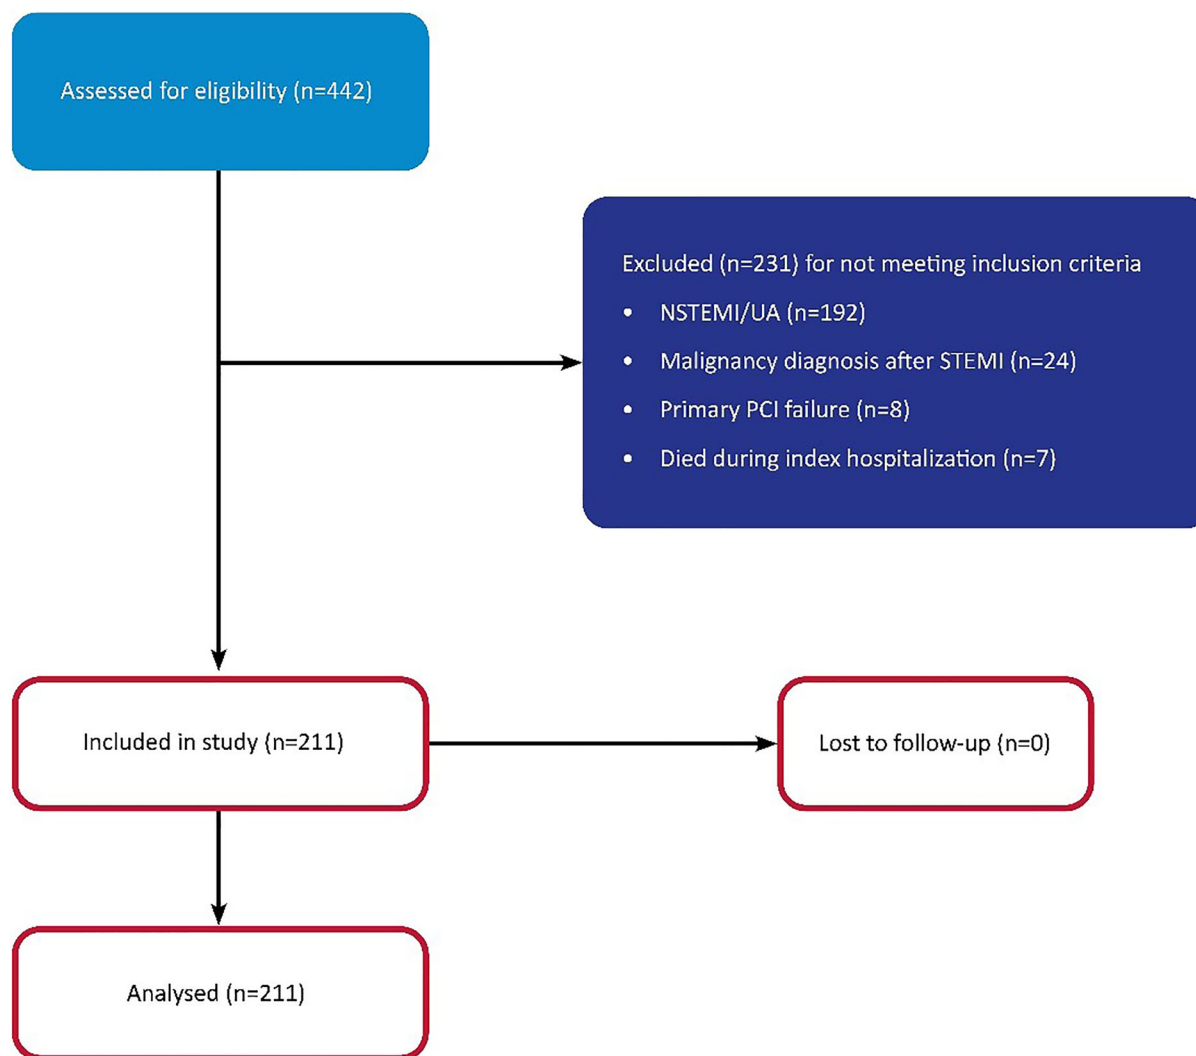 Assessed for eligibility (n=442)
Excluded (n=231) for not meeting inclusion criteria
• NSTEMI/UA (n=192)
• Malignancy diagnosis after STEMI (n=24)
• Primary PCI failure (n=8)
• Died during index hospitalization (n=7)
Included in study (n=211)
Lost to follow-up (n=0)
Analysed (n=211)